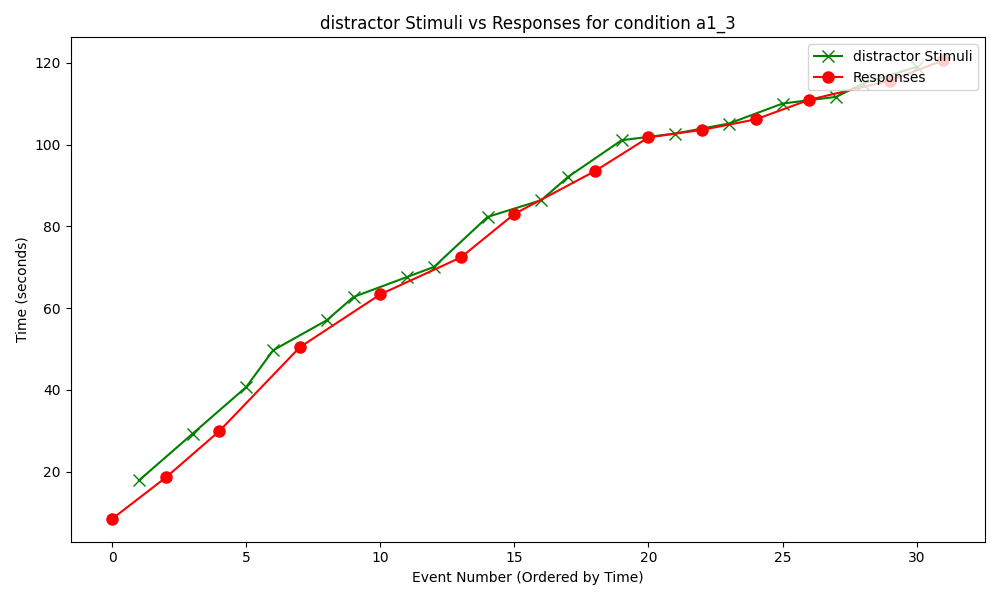 distractor Stimuli vs Responses for condition a1_3
distractor Stimuli
Responses
Time (seconds)
120
100
80
60
40
20
0 5 10 15 20 25 30
Event Number (Ordered by Time)